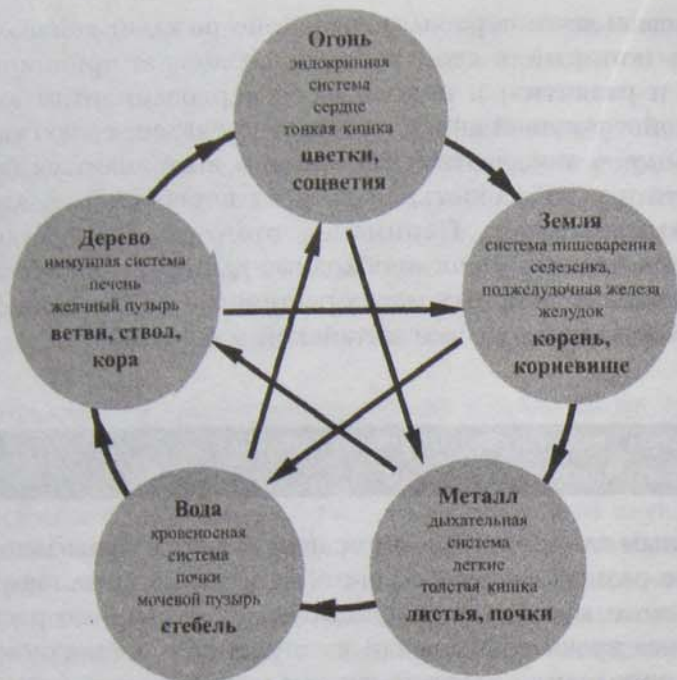 Огонь
эндокринная
система
сердце
тонкая кишка
цветки,
соцветия
Дерево
иммунная система
печень
желчный пузырь
ветви, ствол,
кора
Земля
система пищеварения
селезенка,
поджелудочная железа
желудок
корень,
корневище
Вода
кровеносная
система
почки
мочевой пузырь
стебель
Металл
дыхательная
система
легкие
толстая кишка
листья, почки